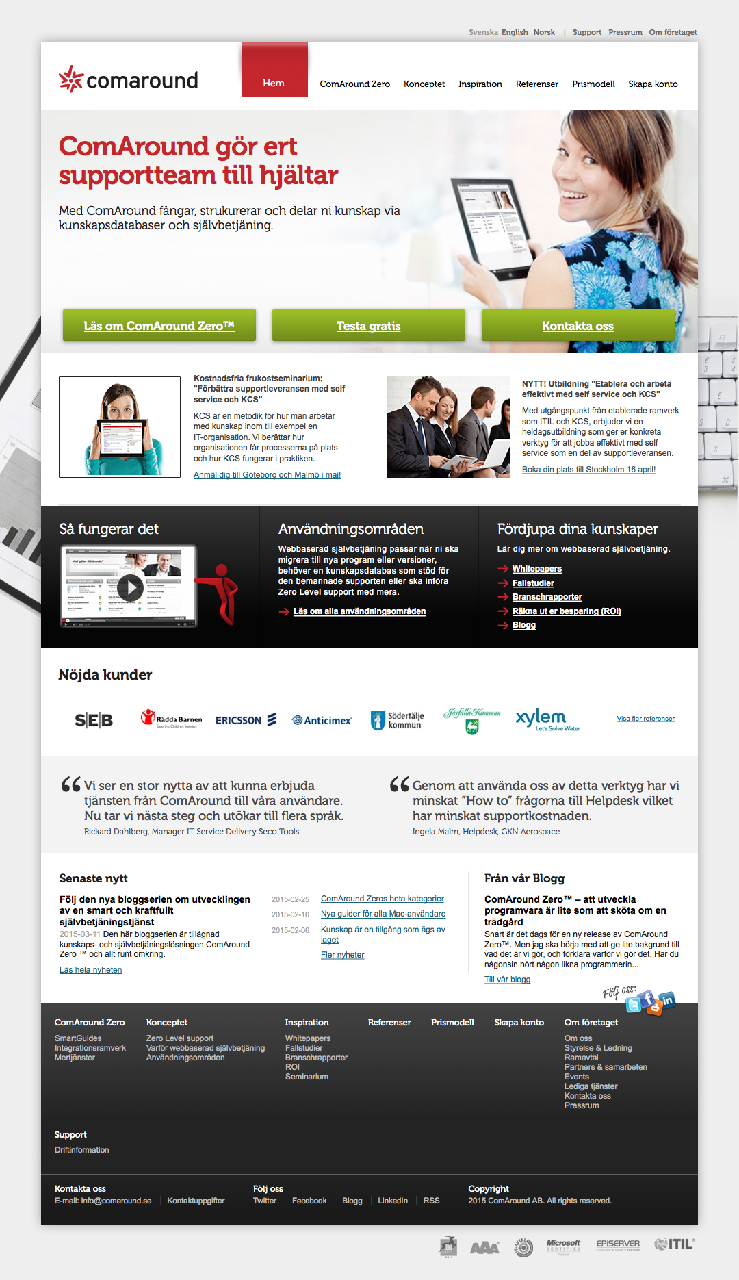 Svenska English Norsk | Support Pressrum Om företaget
comaround
Hem ComAround Zero Konceptet Inspiration Referenser Prismodell Skapa konto
ComAround gör ert
supportteam till hjältar
Med ComAround fångar, strukurerar och delar ni kunskap via
kunskapsdatabaser och självbetjäning.
Läs om ComAround Zero™
Testa gratis
Kontakta oss
Kostnadsfria frukostseminarium:
"Förbättra supportleveransen med self
service och KCS"
KCS är en metodik för hur man arbetar
med kunskap inom till exempel en
IT-organisation. Vi berättar hur
organisationen får processerna på plats
och hur KCS fungerar i praktiken.
Anmäl dig till Göteborg och Malmö i maj!
NYTT! Utbildning "Etablera och arbeta
effektivt med self service och KCS"
Med utgångspunkt från etablerade ramverk
som ITIL och KCS, erbjuder vi en
heldagsutbildning som ger er konkreta
verktyg för att jobba effektivt med self
service som en del av supportleveransen.
Boka din plats till Stockholm 16 april!
Så fungerar det
Användningsområden
Webbaserad självbetjäning passar när ni ska
migrera till nya program eller versioner,
behöver en kunskapsdatabas som stöd för
den bemannade supporten eller ska införa
Zero Level support med mera.
Läs om alla användningsområden
Fördjupa dina kunskaper
Lär dig mer om webbaserad självbetjäning.
Whitepapers
Fallstudier
Branschrapporter
Räkna ut er besparing (ROI)
Blogg
Nöjda kunder
S|E|B
Rädda Barnen
ERICSSON
Anticimex
Södertälje
kommun
Järfälla Kommun
xylem
Let's Solve Water
Visa fler referenser
Vi ser en stor nytta av att kunna erbjuda
tjänsten från ComAround till våra användare.
Nu tar vi nästa steg och utökar till flera språk.
Rickard Dahlberg, Manager IT Service Delivery Seco Tools
Genom att använda oss av detta verktyg har vi
minskat "How to" frågorna till Helpdesk vilket
har minskat supportkostnaden.
Ingela Malm, Helpdesk, GKN Aerospace
Senaste nytt
Följ den nya bloggserien om utvecklingen
av en smart och kraftfullt
självbetjäningstjänst
2015-03-11 Den här bloggserien är tillägnad
kunskaps- och självbetjäningslösningen ComAround
Zero ™ och allt runt omkring.
Läs hela nyheten
2015-02-25 ComAround Zeros heta kategorier
2015-02-10 Nya guider för alla Mac-användare
2015-02-06 Kunskap är en tillgång som ägs av
laget
Fler nyheter
Från vår Blogg
ComAround Zero™ – att utveckla
programvara är lite som att sköta om en
trädgård
Snart är det dags för en ny release av ComAround
Zero™. Men jag ska börja med att ge lite bakgrund till
vad det är vi gör, och förklara varför vi gör det. Har du
någonsin hört någon likna programmerin...
Till vår blogg
Följ oss:
ComAround Zero
SmartGuides
Integrationsramverk
Mertjänster
Konceptet
Zero Level support
Varför webbaserad självbetjäning
Användningsområden
Inspiration
Whitepapers
Fallstudier
Branschrapporter
ROI
Seminarium
Referenser
Prismodell
Skapa konto
Om företaget
Om oss
Styrelse & Ledning
Ramavtal
Partners & samarbeten
Events
Lediga tjänster
Kontakta oss
Pressrum
Support
Driftinformation
Kontakta oss
E-mail: info@comaround.se | Kontaktuppgifter
Följ oss
Twitter | Facebook | Blogg | LinkedIn | RSS
Copyright
2015 ComAround AB. All rights reserved.
AAA
Microsoft
EPISERVER
ITIL